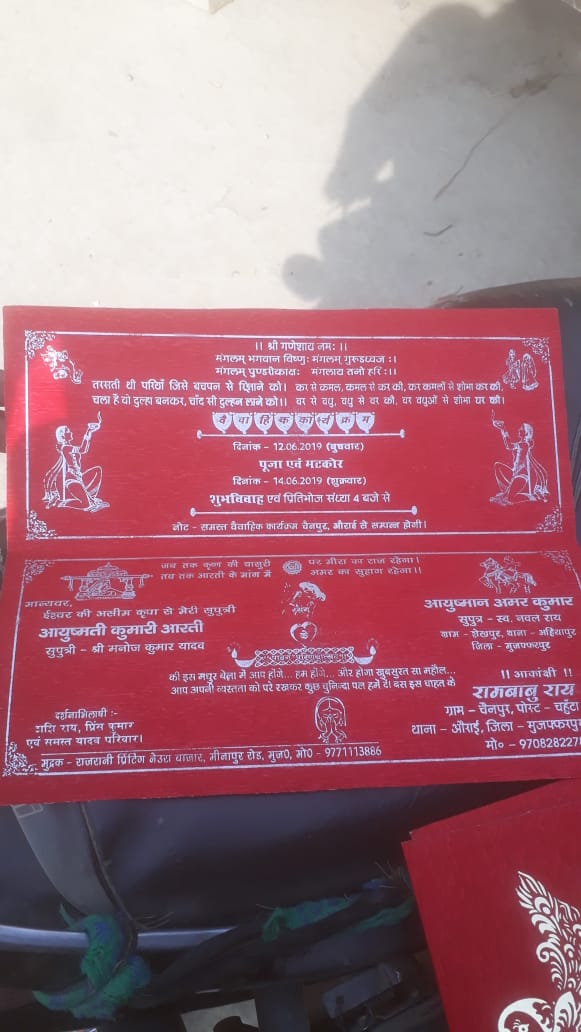 ।। श्री गणेशाय नमः ।।
मंगलम् भगवान विष्णुः मंगलम् गुरुडध्वज :।
मंगलम् पुण्डरीकाक्षः मंगलाय तनो हरिः ।।
तरसती थी परियाँ जिसे बचपन से रिझाने को।
चला है वो दुल्हा बनकर, चाँद सी दुल्हन लाने को।।
कर से कमल, कमल से कर की, कर कमलों से शोभा कर की,
वर से वधु, वधु से वर की, वर वधुओं से शोभा घर की।
वैवाहिक कार्यक्रम
दिनांक - 12.06.2019 (बुधवार)
पूजा एवं मटकोर
दिनांक - 14.06.2019 (शुक्रवार)
शुभविवाह एवं प्रितिभोज संध्या 4 बजे से
नोट - समस्त वैवाहिक कार्यक्रम चैनपुर, औराई से सम्पन्न होगी।
जब तक कृष्ण की बांसुरी पर मीरा का राज रहेगा।
तब तक आरती के मांग में अमर का सुहाग रहेगा।।
मान्यवर,
ईश्वर की असीम कृपा से मेरी सुपुत्री
आयुष्मती कुमारी आरती
सुपुत्री - श्री मनोज कुमार यादव
आयुष्मान अमर कुमार
सुपुत्र - स्व. नवल राय
ग्राम - शेखपुर, थाना - अहियापुर
जिला - मुजफ्फरपुर
की इस मधुर बेला में आप होंगे... हम होंगे... और होगा खुबसुरत सा महौल...
आप अपनी व्यस्तता को परे रखकर कुछ चुनिन्दा पल हमें दें। बस इस चाहत के
दर्शनाभिलाषी :-
शशि राय, प्रिंस कुमार
एवं समस्त यादव परिवार।
!! आकांक्षी !!
रामबाबु राय
ग्राम - चैनपुर, पोस्ट - चहुँटा
थाना - औराई, जिला - मुजफ्फरपुर
मो० - 9708282271
मुद्रक - राजरानी प्रिंटिंग बेउरा बाजार, मीनापुर रोड, मुज0, मो0 - 9771113886